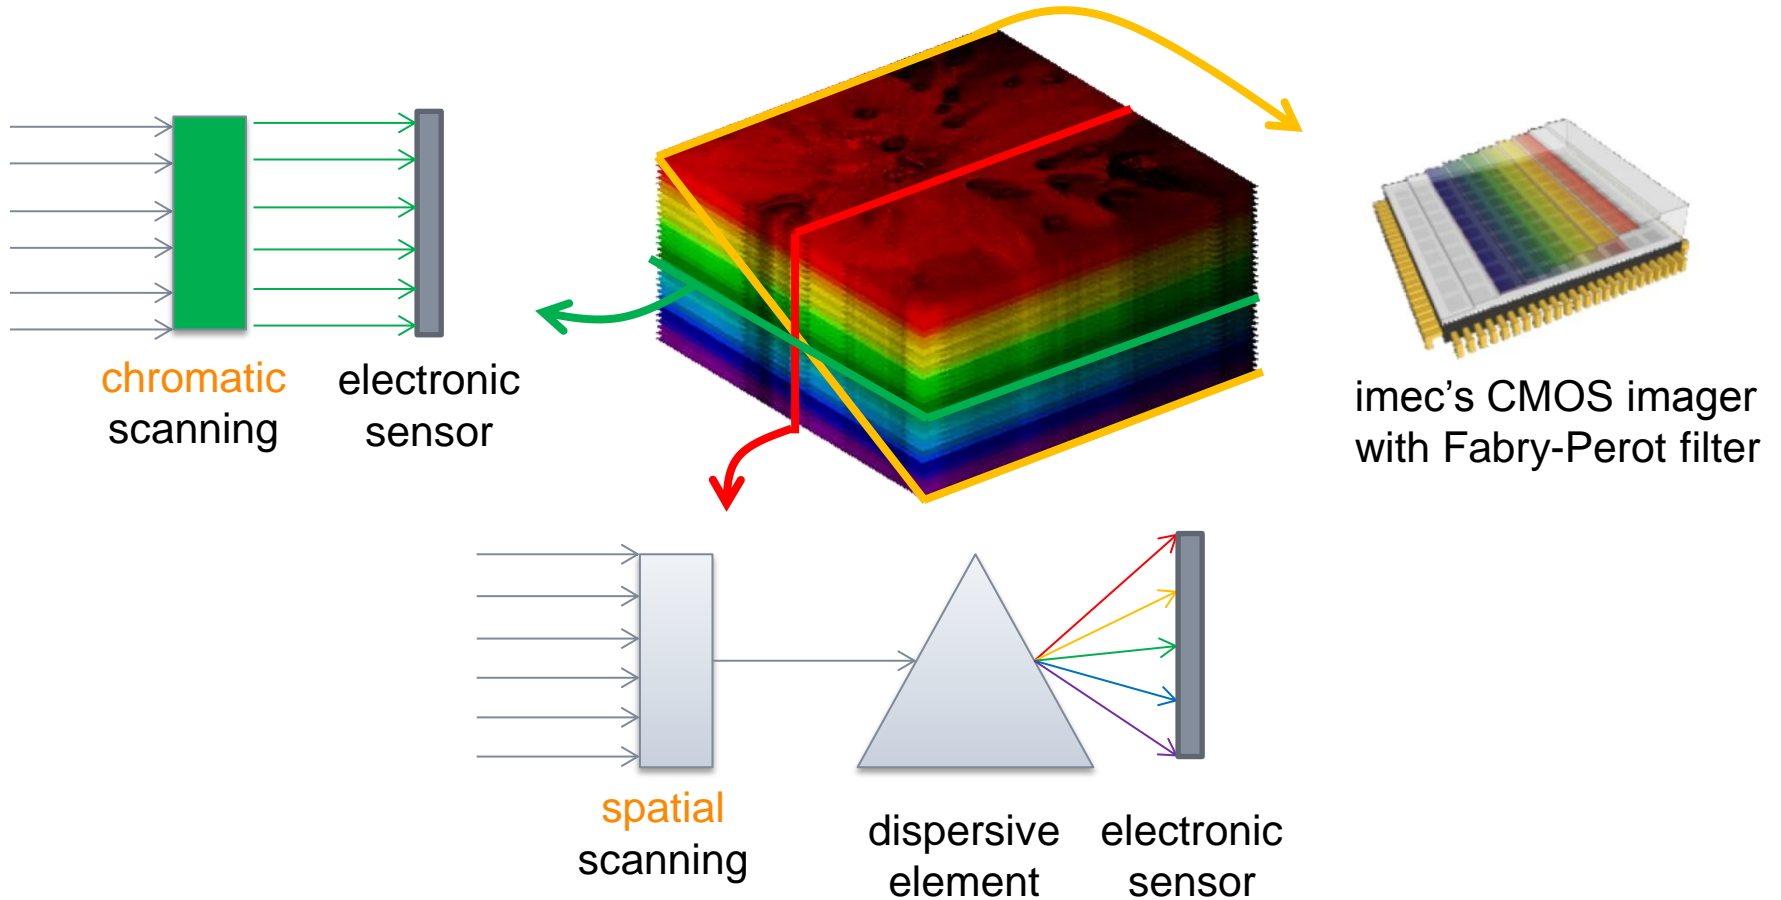 chromatic
scanning
electronic
sensor
imec’s CMOS imager
with Fabry-Perot filter
spatial
scanning
dispersive
element
electronic
sensor